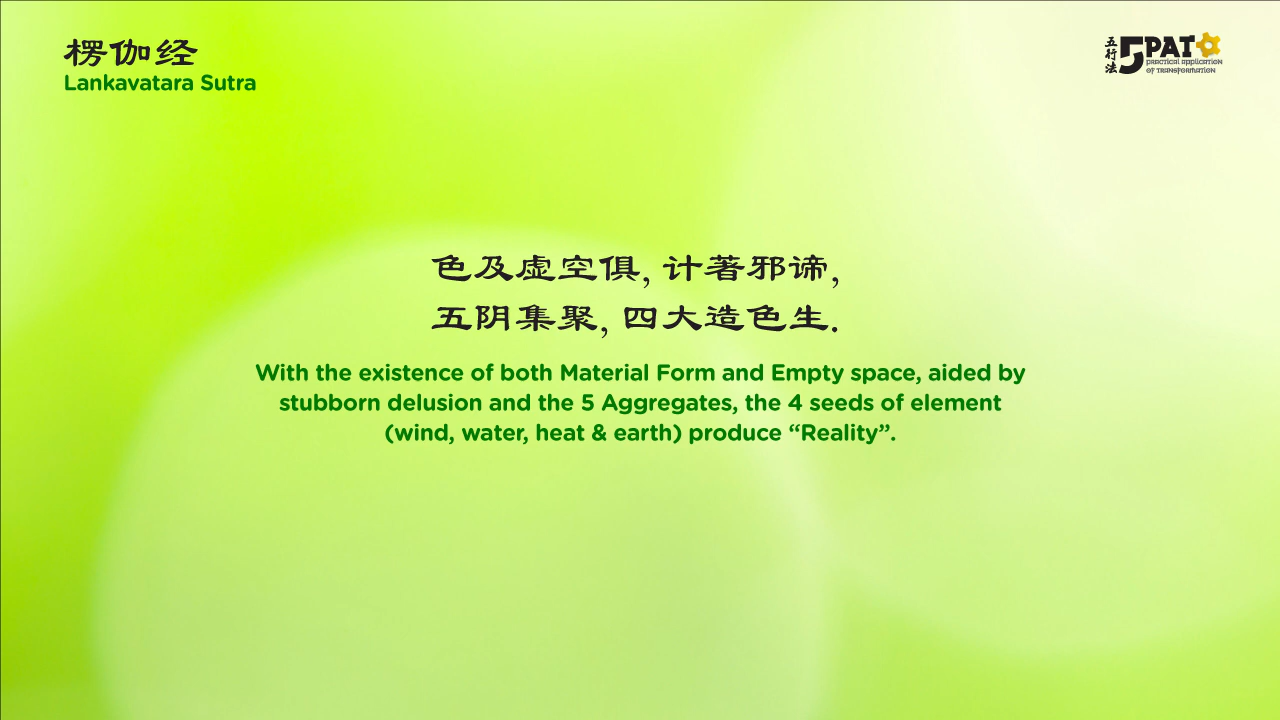 楞伽经
Lankavatara Sutra
五行法
5PAT
PRACTICAL APPLICATION
OF TRANSFORMATION
色及虚空俱, 计著邪谛,
五阴集聚, 四大造色生.
With the existence of both Material Form and Empty space, aided by
stubborn delusion and the 5 Aggregates, the 4 seeds of element
(wind, water, heat & earth) produce “Reality”.